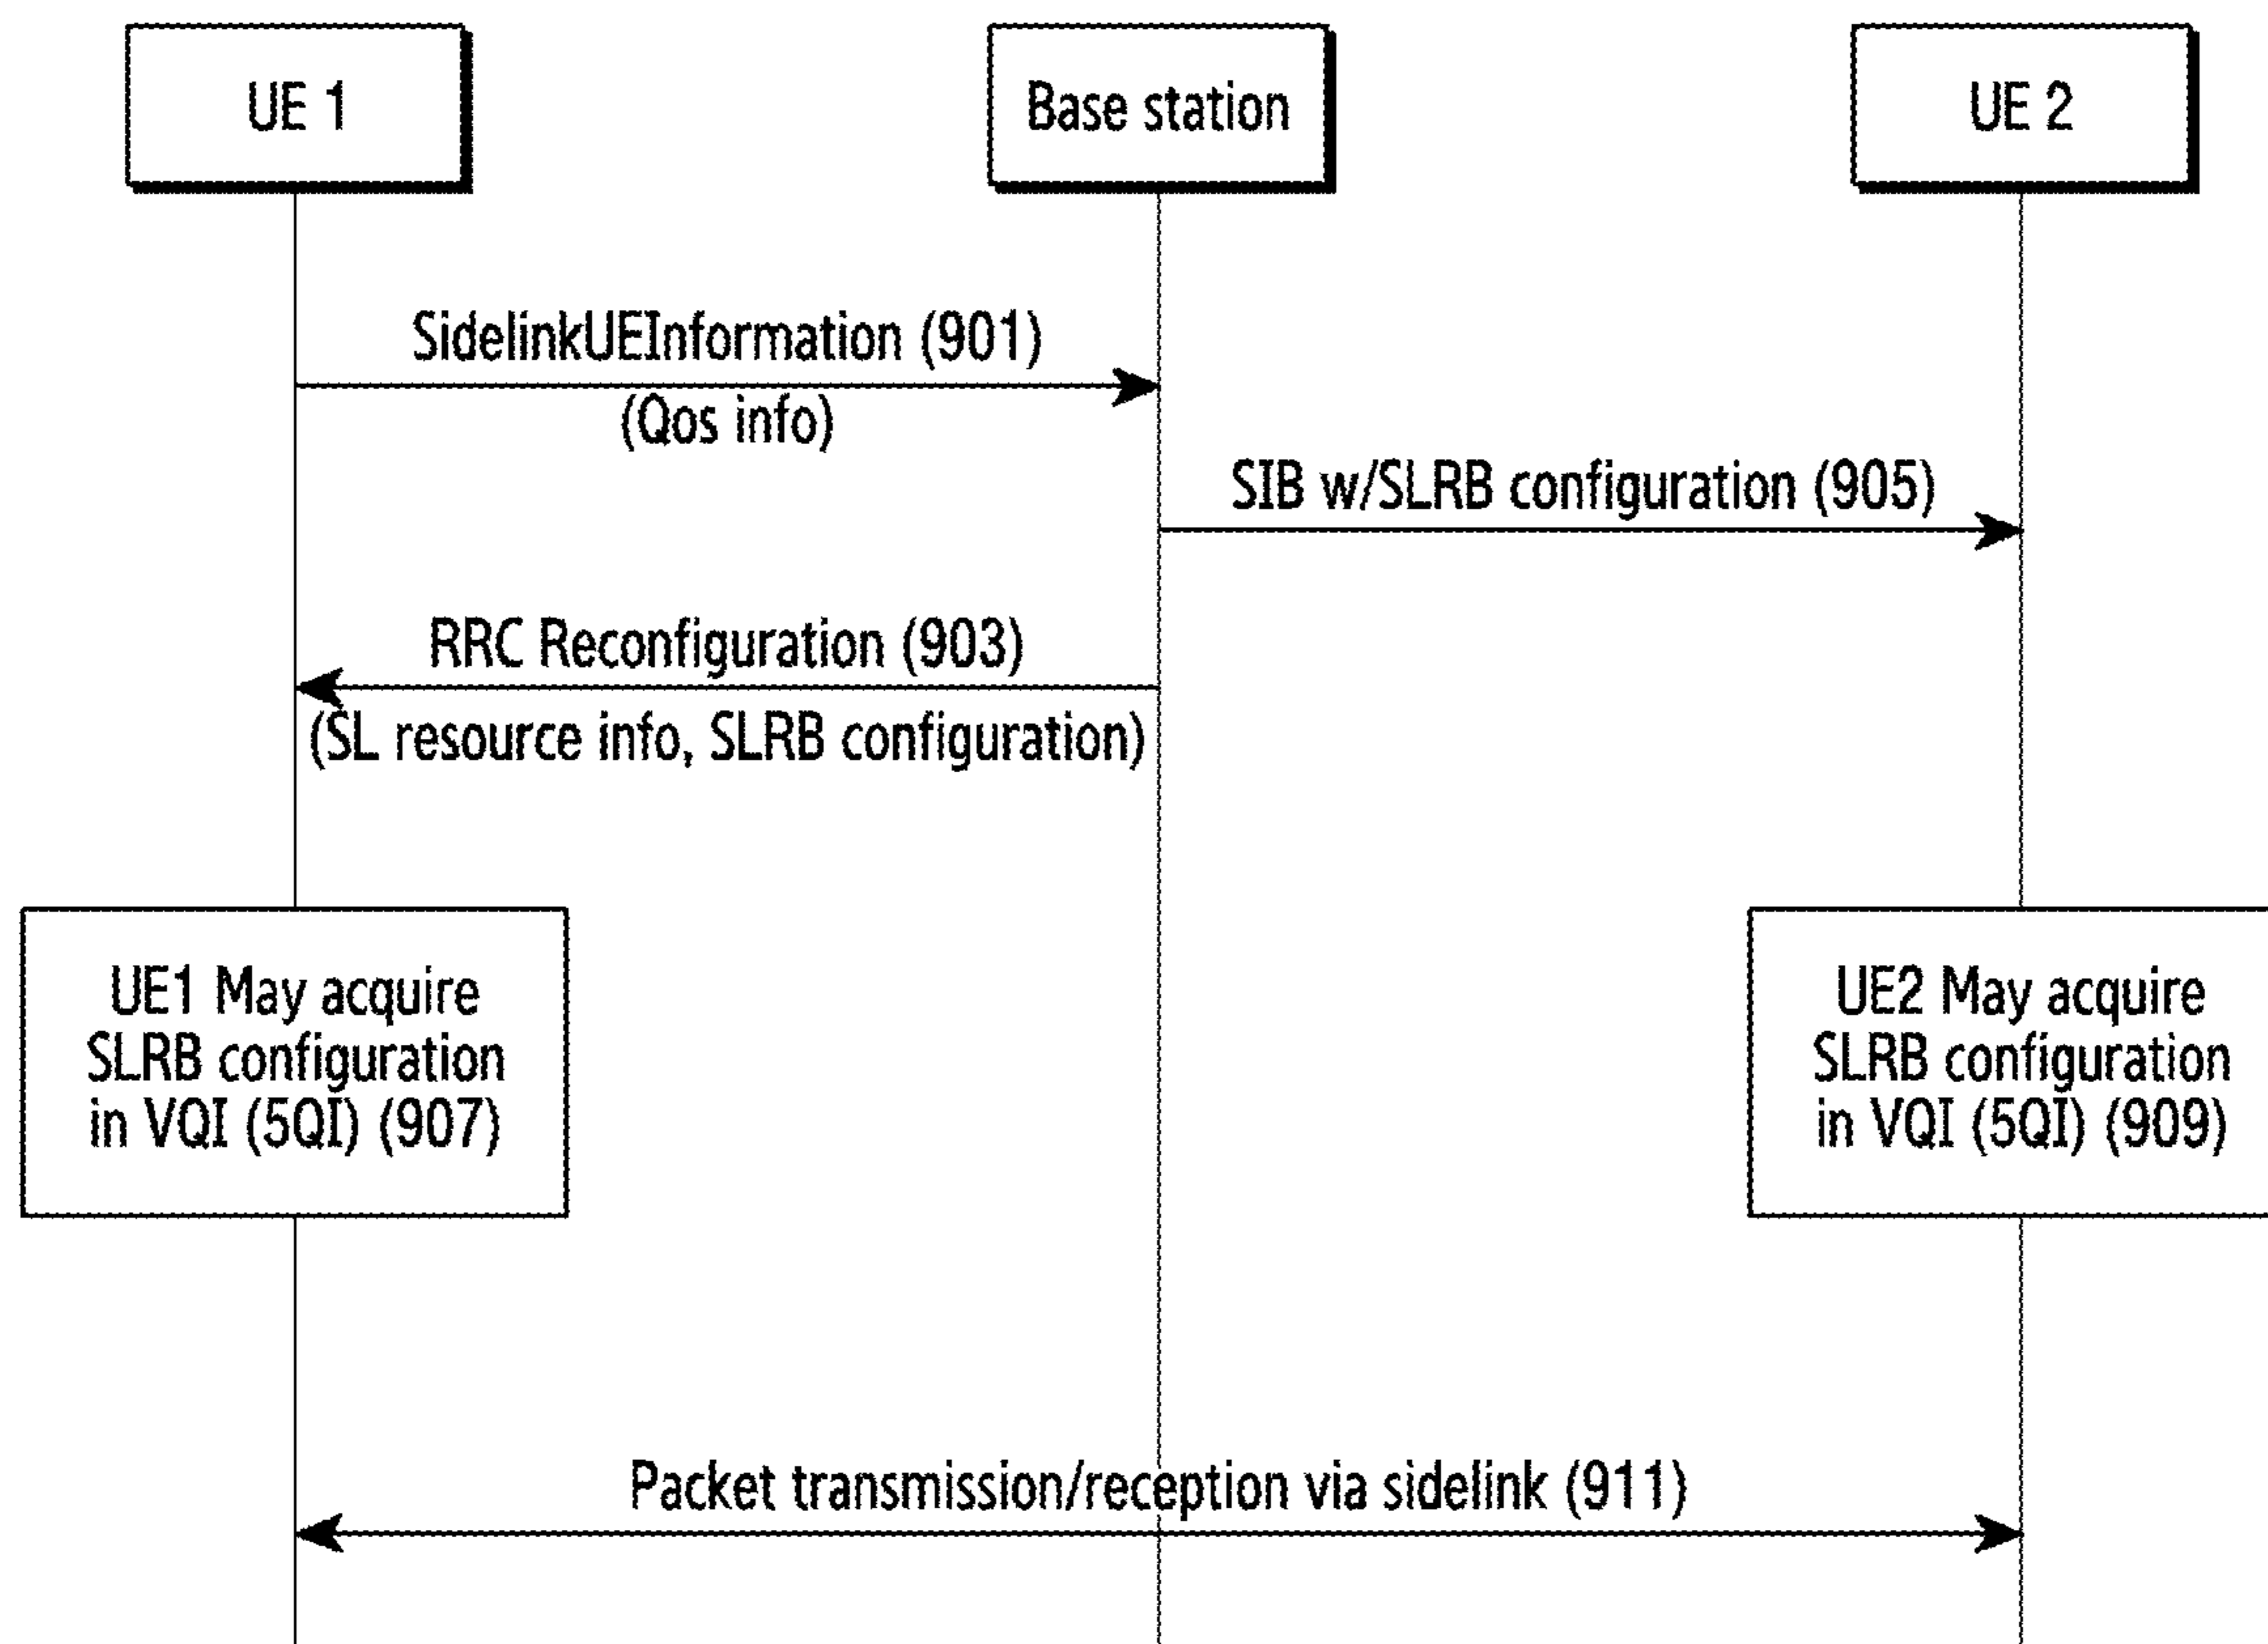 UE 1
Base station
UE 2
SidelinkUEInformation (901)
(Qos info)
SIB w/SLRB configuration (905)
RRC Reconfiguration (903)
(SL resource info, SLRB configuration)
UE1 May acquire
SLRB configuration
in VQI (5QI) (907)
UE2 May acquire
SLRB configuration
in VQI (5QI) (909)
Packet transmission/reception via sidelink (911)